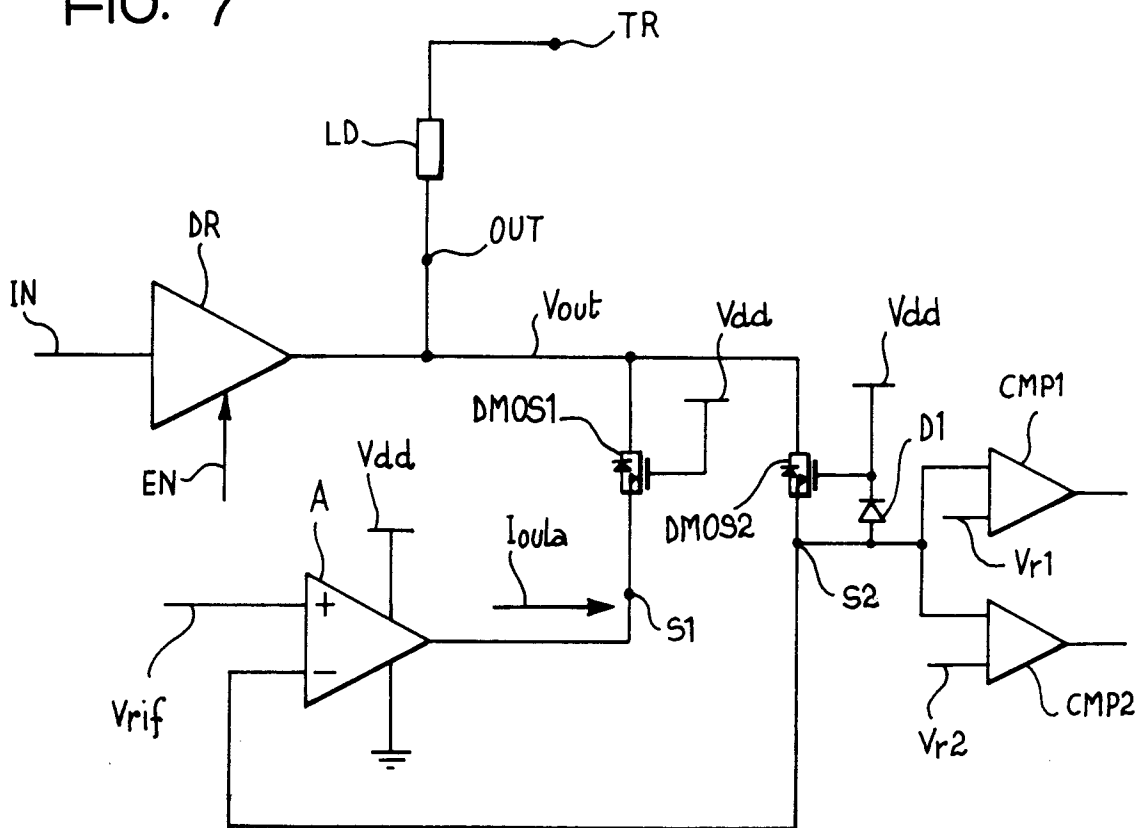 FIG. 7
TR
LD
DR
OUT
IN
Vout
Vdd
Vdd
CMP1
DMOS1
D1
EN
Vdd
A
DMOS2
Ioula
Vr1
S2
+
S1
-
Vrif
CMP2
Vr2